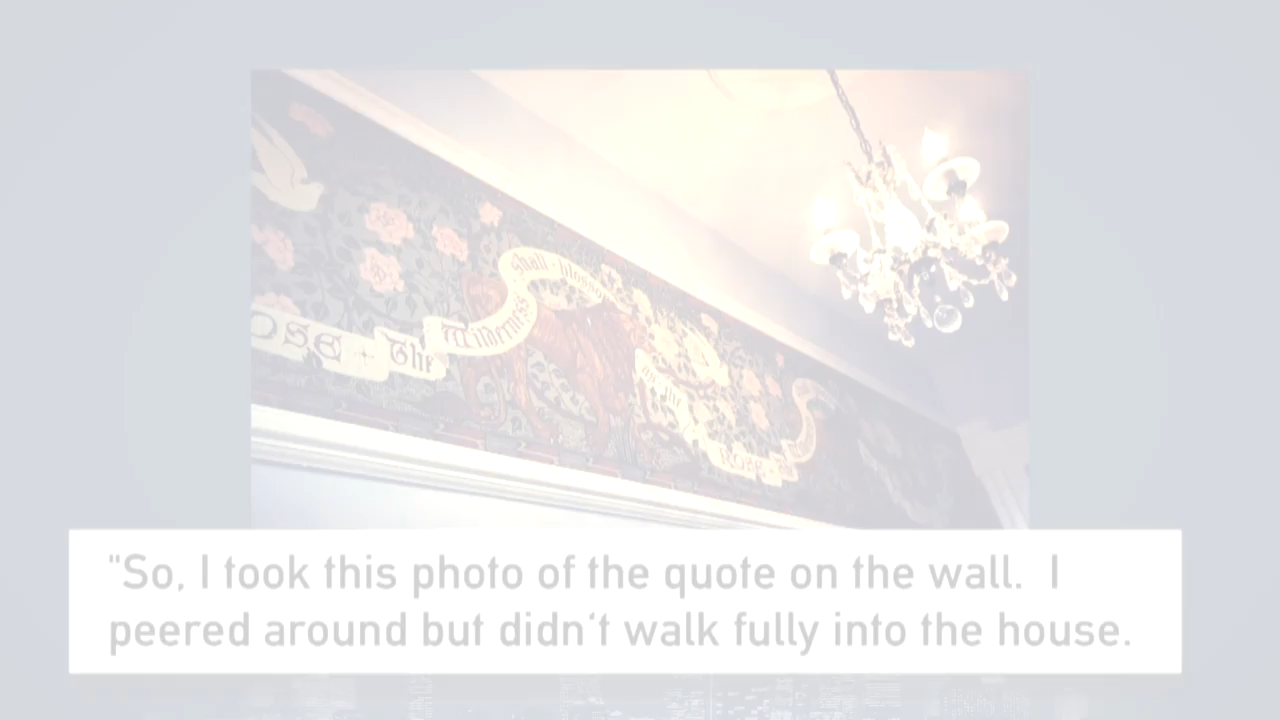 OSE + The Wilderness shall · blossom
as the
ROSE
"So, I took this photo of the quote on the wall.  I
peered around but didn't walk fully into the house.